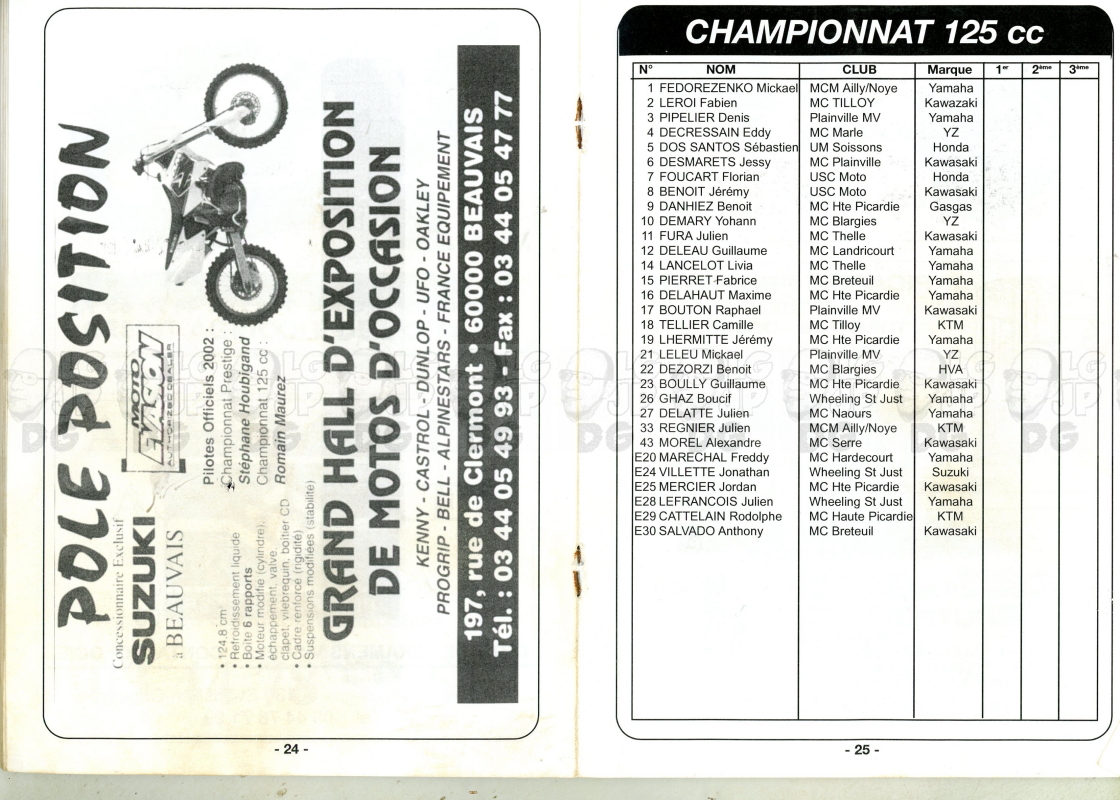 POLE POSITION
Concessionnaire Exclusif
SUZUKI
à BEAUVAIS
MOTO
EVASION
AUTHORIZED DEALER
Pilotes Officiels 2002 :
Championnat Prestige :
Stéphane Houbligand
Championnat 125 cc :
Romain Maurez
• 124.8 cm³
• Refroidissement liquide
• Boite 6 rapports
• Moteur modifie (cylindre),
echappement, valve,
clapet, vilebrequin, boitier CD
• Cadre renforce (rigidité)
• Suspensions modifiées (stabilité)
GRAND HALL D'EXPOSITION
DE MOTOS D'OCCASION
KENNY - CASTROL - DUNLOP - UFO - OAKLEY
PROGRIP - BELL - ALPINESTARS - FRANCE EQUIPEMENT
197, rue de Clermont • 60000 BEAUVAIS
Tél. : 03 44 05 49 93 - Fax : 03 44 05 47 77
- 24 -
CHAMPIONNAT 125 cc
N° NOM CLUB Marque 1er 2ème 3ème
1 FEDOREZENKO Mickael MCM Ailly/Noye Yamaha
2 LEROI Fabien MC TILLOY Kawazaki
3 PIPELIER Denis Plainville MV Yamaha
4 DECRESSAIN Eddy MC Marle YZ
5 DOS SANTOS Sébastien UM Soissons Honda
6 DESMARETS Jessy MC Plainville Kawasaki
7 FOUCART Florian USC Moto Honda
8 BENOIT Jérémy USC Moto Kawasaki
9 DANHIEZ Benoit MC Hte Picardie Gasgas
10 DEMARY Yohann MC Blargies YZ
11 FURA Julien MC Thelle Kawasaki
12 DELEAU Guillaume MC Landricourt Yamaha
14 LANCELOT Livia MC Thelle Yamaha
15 PIERRET Fabrice MC Breteuil Yamaha
16 DELAHAUT Maxime MC Hte Picardie Yamaha
17 BOUTON Raphael Plainville MV Kawasaki
18 TELLIER Camille MC Tilloy KTM
19 LHERMITTE Jérémy MC Hte Picardie Yamaha
21 LELEU Mickael Plainville MV YZ
22 DEZORZI Benoit MC Blargies HVA
23 BOULLY Guillaume MC Hte Picardie Kawasaki
26 GHAZ Boucif Wheeling St Just Yamaha
27 DELATTE Julien MC Naours Yamaha
33 REGNIER Julien MCM Ailly/Noye KTM
43 MOREL Alexandre MC Serre Kawasaki
E20 MARECHAL Freddy MC Hardecourt Yamaha
E24 VILLETTE Jonathan Wheeling St Just Suzuki
E25 MERCIER Jordan MC Hte Picardie Kawasaki
E28 LEFRANCOIS Julien Wheeling St Just Yamaha
E29 CATTELAIN Rodolphe MC Haute Picardie KTM
E30 SALVADO Anthony MC Breteuil Kawasaki
- 25 -